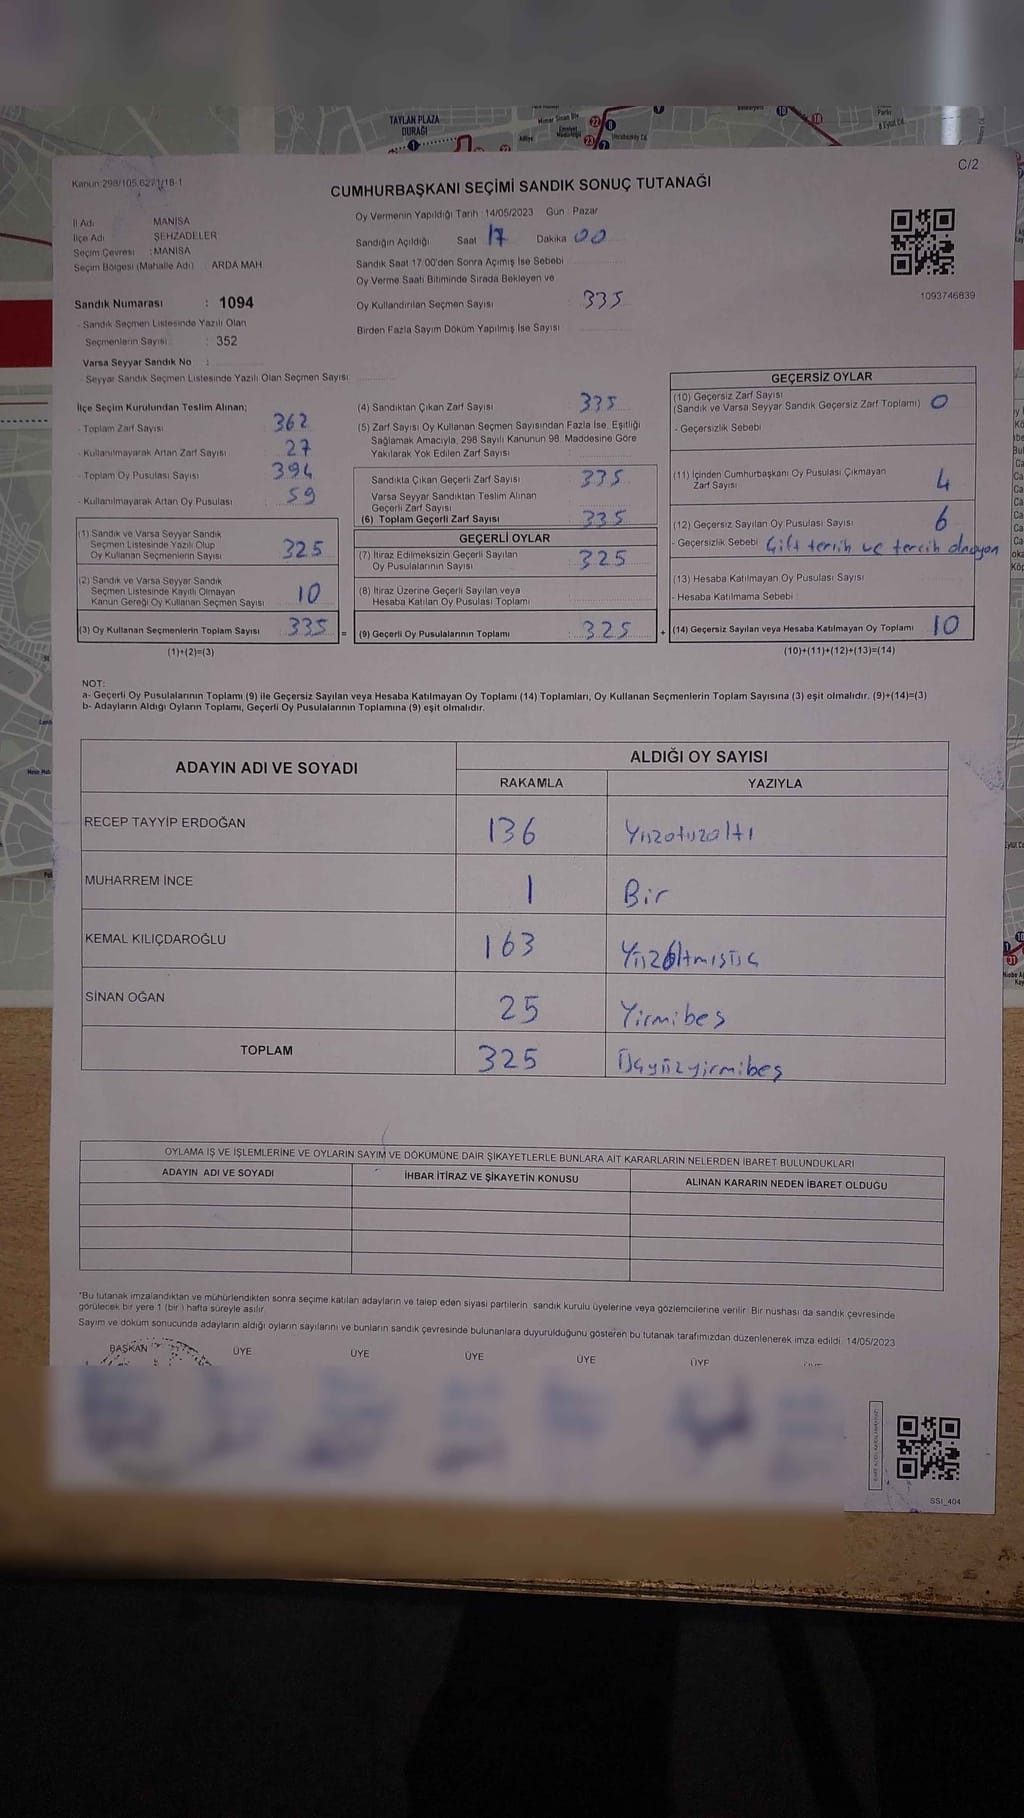 TAYLAN PLAZA
DURAĞI
C/2
Kanun:298/105,6271/18-1
CUMHURBAŞKANI SEÇİMİ SANDIK SONUÇ TUTANAĞI
İl Adı : MANİSA
İlçe Adı : ŞEHZADELER
Seçim Çevresi : MANİSA
Seçim Bölgesi (Mahalle Adı) : ARDA MAH.
Sandık Numarası : 1094
- Sandık Seçmen Listesinde Yazılı Olan
Seçmenlerin Sayısı : 352
Varsa Seyyar Sandık No :
- Seyyar Sandık Seçmen Listesinde Yazılı Olan Seçmen Sayısı:
Oy Vermenin Yapıldığı Tarih : 14/05/2023 Gün : Pazar
Sandığın Açıldığı Saat 17 Dakika 00
Sandık Saat 17:00'den Sonra Açılmış İse Sebebi
Oy Verme Saati Bitiminde Sırada Bekleyen ve
Oy Kullandırılan Seçmen Sayısı : 335
Birden Fazla Sayım Döküm Yapılmış İse Sayısı
1093746839
İlçe Seçim Kurulundan Teslim Alınan;
- Toplam Zarf Sayısı : 362
- Kullanılmayarak Artan Zarf Sayısı : 27
- Toplam Oy Pusulası Sayısı : 394
- Kullanılmayarak Artan Oy Pusulası : 59
(1) Sandık ve Varsa Seyyar Sandık
Seçmen Listesinde Yazılı Olup
Oy Kullanan Seçmenlerin Sayısı : 325
(2) Sandık ve Varsa Seyyar Sandık
Seçmen Listesinde Kayıtlı Olmayan
Kanun Gereği Oy Kullanan Seçmen Sayısı : 10
(3) Oy Kullanan Seçmenlerin Toplam Sayısı : 335 =
(1)+(2)=(3)
(4) Sandıktan Çıkan Zarf Sayısı : 335
(5) Zarf Sayısı Oy Kullanan Seçmen Sayısından Fazla İse, Eşitliği
Sağlamak Amacıyla, 298 Sayılı Kanunun 98. Maddesine Göre
Yakılarak Yok Edilen Zarf Sayısı :
Sandıkta Çıkan Geçerli Zarf Sayısı : 335
Varsa Seyyar Sandıktan Teslim Alınan
Geçerli Zarf Sayısı :
(6) Toplam Geçerli Zarf Sayısı : 335
GEÇERLİ OYLAR
(7) İtiraz Edilmeksizin Geçerli Sayılan
Oy Pusulalarının Sayısı : 325
(8) İtiraz Üzerine Geçerli Sayılan veya
Hesaba Katılan Oy Pusulası Toplamı :
(9) Geçerli Oy Pusulalarının Toplamı : 325 +
GEÇERSİZ OYLAR
(10) Geçersiz Zarf Sayısı
(Sandık ve Varsa Seyyar Sandık Geçersiz Zarf Toplamı) : 0
- Geçersizlik Sebebi
(11) İçinden Cumhurbaşkanı Oy Pusulası Çıkmayan
Zarf Sayısı 4
(12) Geçersiz Sayılan Oy Pusulası Sayısı 6
- Geçersizlik Sebebi Çift tercih ve tercih olmayan
(13) Hesaba Katılmayan Oy Pusulası Sayısı
- Hesaba Katılmama Sebebi
(14) Geçersiz Sayılan veya Hesaba Katılmayan Oy Toplamı 10
(10)+(11)+(12)+(13)=(14)
NOT:
a- Geçerli Oy Pusulalarının Toplamı (9) ile Geçersiz Sayılan veya Hesaba Katılmayan Oy Toplamı (14) Toplamları, Oy Kullanan Seçmenlerin Toplam Sayısına (3) eşit olmalıdır. (9)+(14)=(3)
b- Adayların Aldığı Oyların Toplamı, Geçerli Oy Pusulalarının Toplamına (9) eşit olmalıdır.
ADAYIN ADI VE SOYADI ALDIĞI OY SAYISI
RAKAMLA YAZIYLA
RECEP TAYYİP ERDOĞAN 136 Yüzotuzaltı
MUHARREM İNCE 1 Bir
KEMAL KILIÇDAROĞLU 163 Yüzaltmışüç
SİNAN OĞAN 25 Yirmibeş
TOPLAM 325 Üçyüzyirmibeş
OYLAMA İŞ VE İŞLEMLERİNE VE OYLARIN SAYIM VE DÖKÜMÜNE DAİR ŞİKAYETLERLE BUNLARA AİT KARARLARIN NELERDEN İBARET BULUNDUKLARI
ADAYIN ADI VE SOYADI İHBAR İTİRAZ VE ŞİKAYETİN KONUSU ALINAN KARARIN NEDEN İBARET OLDUĞU
*Bu tutanak imzalandıktan ve mühürlendikten sonra seçime katılan adayların ve talep eden siyasi partilerin sandık kurulu üyelerine veya gözlemcilerine verilir. Bir nüshası da sandık çevresinde
görülecek bir yere 1 (bir ) hafta süreyle asılır.
Sayım ve döküm sonucunda adayların aldığı oyların sayılarını ve bunların sandık çevresinde bulunanlara duyurulduğunu gösteren bu tutanak tarafımızdan düzenlenerek imza edildi. 14/05/2023
BAŞKAN ÜYE ÜYE ÜYE ÜYE ÜYE
SSI_404